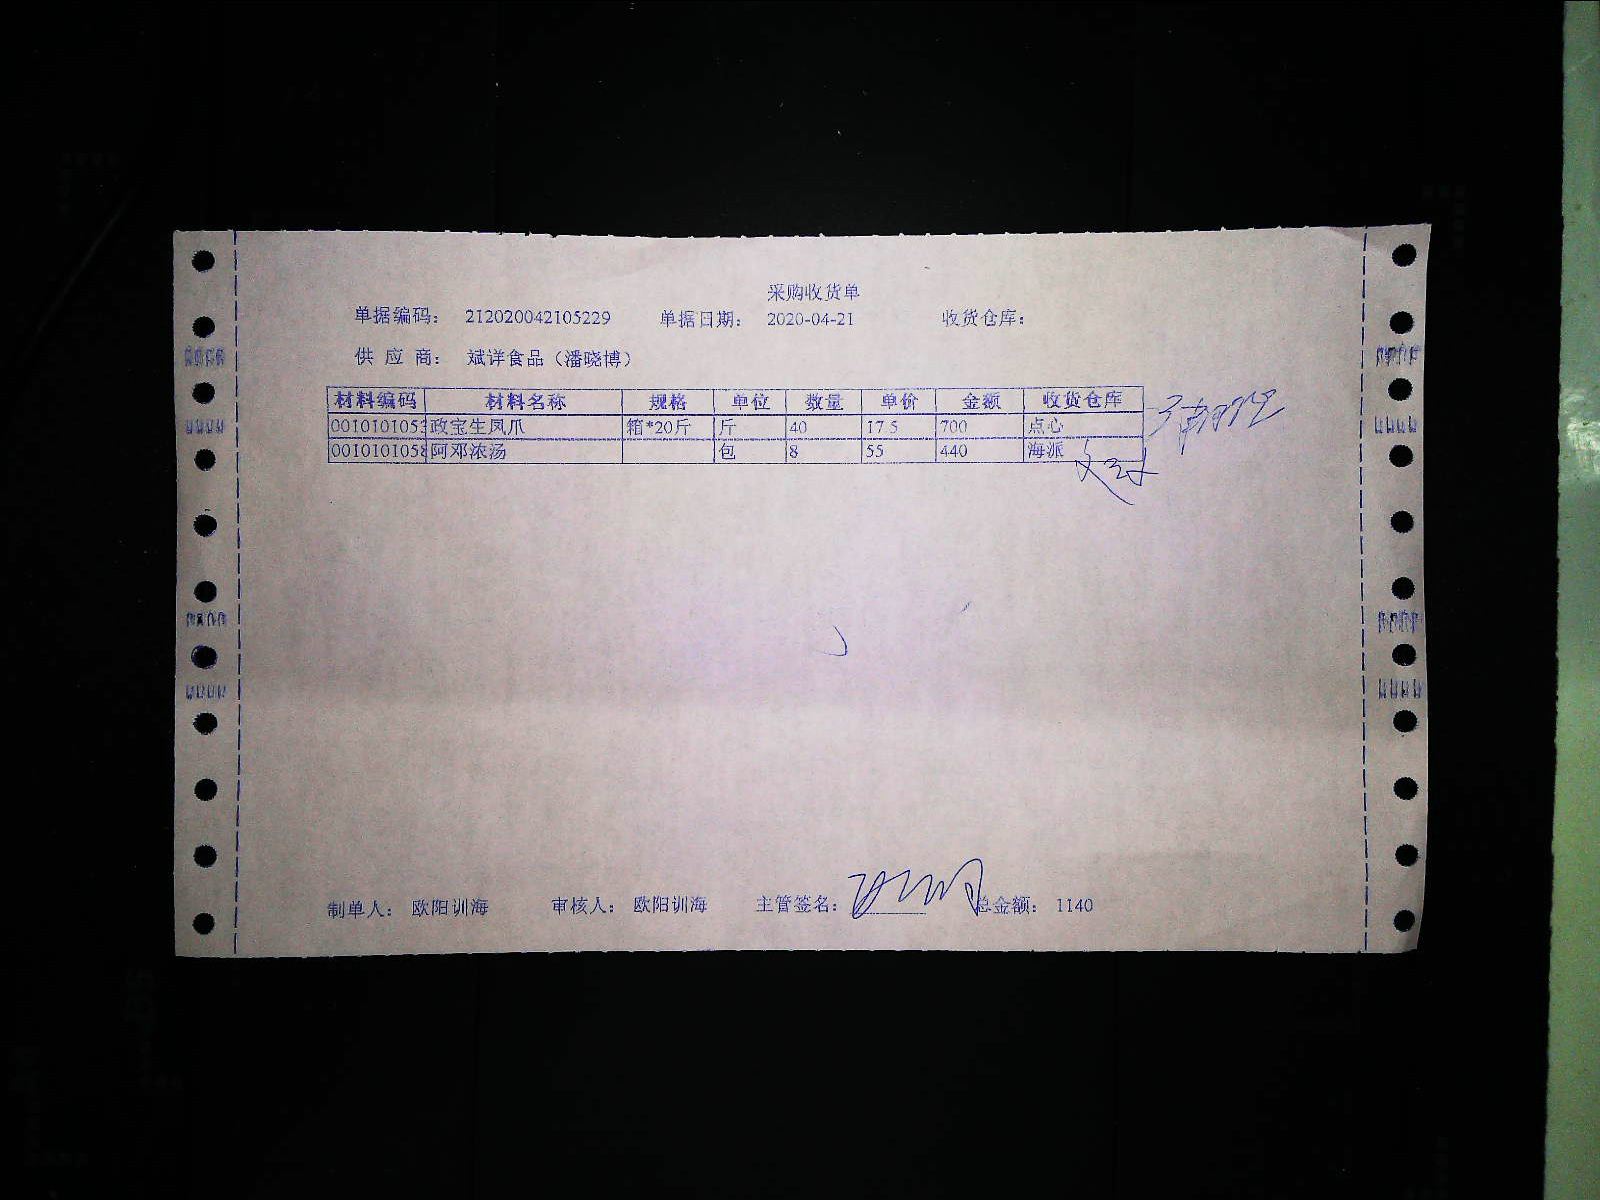 采购收货单
单据编码： 212020042105229 单据日期： 2020-04-21 收货仓库：
供 应 商： 斌详食品（潘晓博）
材料编码 材料名称 规格 单位 数量 单价 金额 收货仓库
0010101053 政宝生凤爪 箱*20斤 斤 40 17.5 700 点心
0010101058 阿邓浓汤 包 8 55 440 海派
制单人： 欧阳训海 审核人： 欧阳训海 主管签名： 总金额： 1140